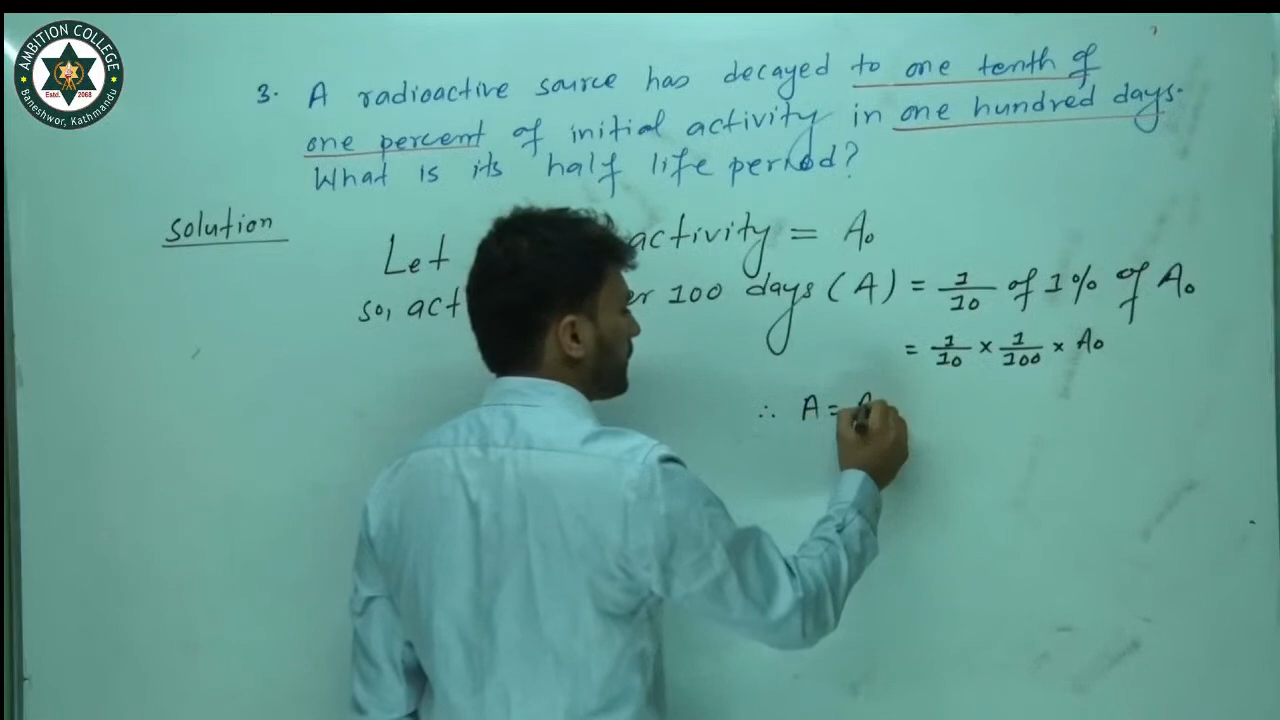 AMBITION COLLEGE
Estd. 2068
Baneshwor, Kathmandu
3. A radioactive source has decayed to one tenth of
one percent of initial activity in one hundred days.
What is its half life period?
Solution
Let activity = A₀
so, act er 100 days (A) = 1/10 of 1% of A₀
= 1/10 × 1/100 × A₀
∴ A =